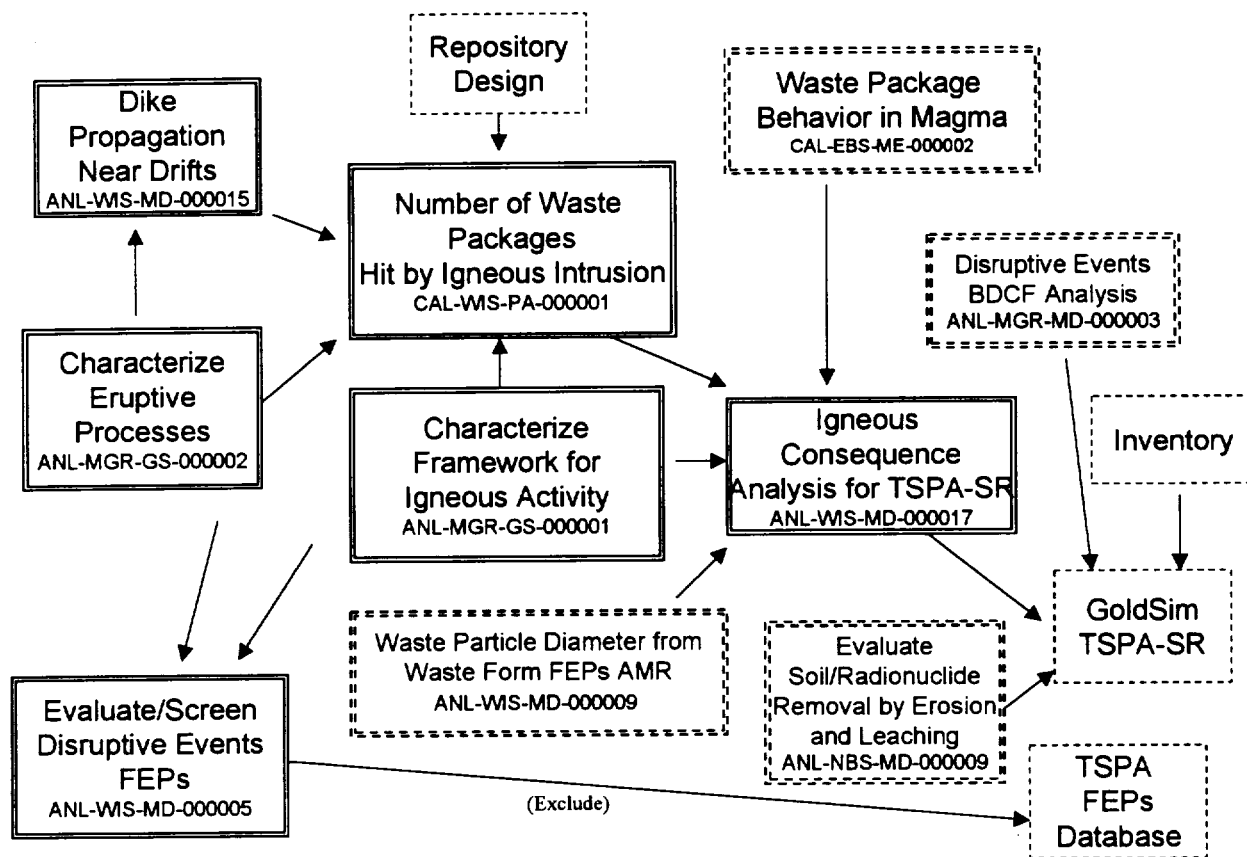 Repository
Design
Waste Package
Behavior in Magma
CAL-EBS-ME-000002
Dike
Propagation
Near Drifts
ANL-WIS-MD-000015
Number of Waste
Packages
Hit by Igneous Intrusion
CAL-WIS-PA-000001
Disruptive Events
BDCF Analysis
ANL-MGR-MD-000003
Characterize
Eruptive
Processes
ANL-MGR-GS-000002
Characterize
Framework for
Igneous Activity
ANL-MGR-GS-000001
Igneous
Consequence
Analysis for TSPA-SR
ANL-WIS-MD-000017
Inventory
Waste Particle Diameter from
Waste Form FEPs AMR
ANL-WIS-MD-000009
Evaluate
Soil/Radionuclide
Removal by Erosion
and Leaching
ANL-NBS-MD-000009
GoldSim
TSPA-SR
Evaluate/Screen
Disruptive Events
FEPs
ANL-WIS-MD-000005
(Exclude)
TSPA
FEPs
Database